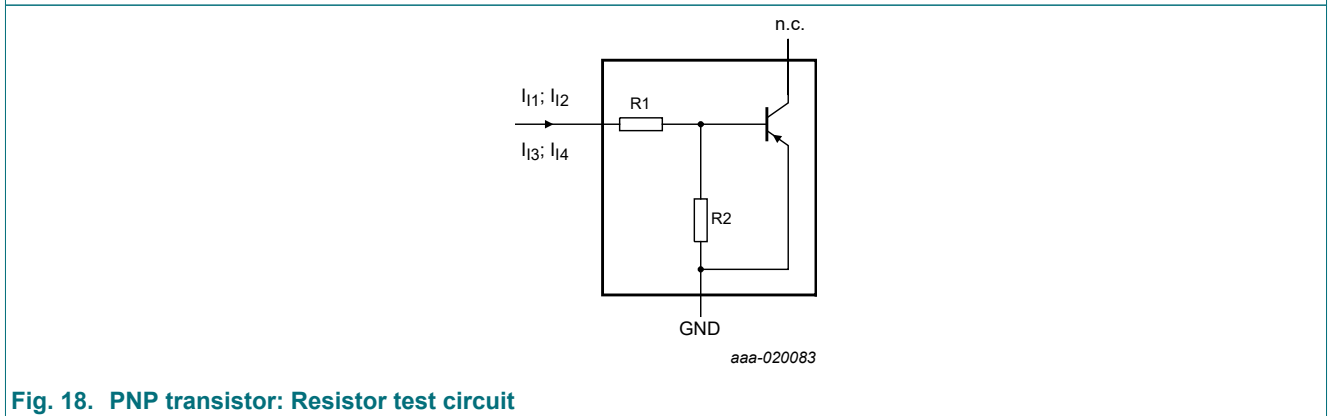 n.c.
I_I1; I_I2
R1
I_I3; I_I4
R2
GND
aaa-020083
Fig. 18. PNP transistor: Resistor test circuit